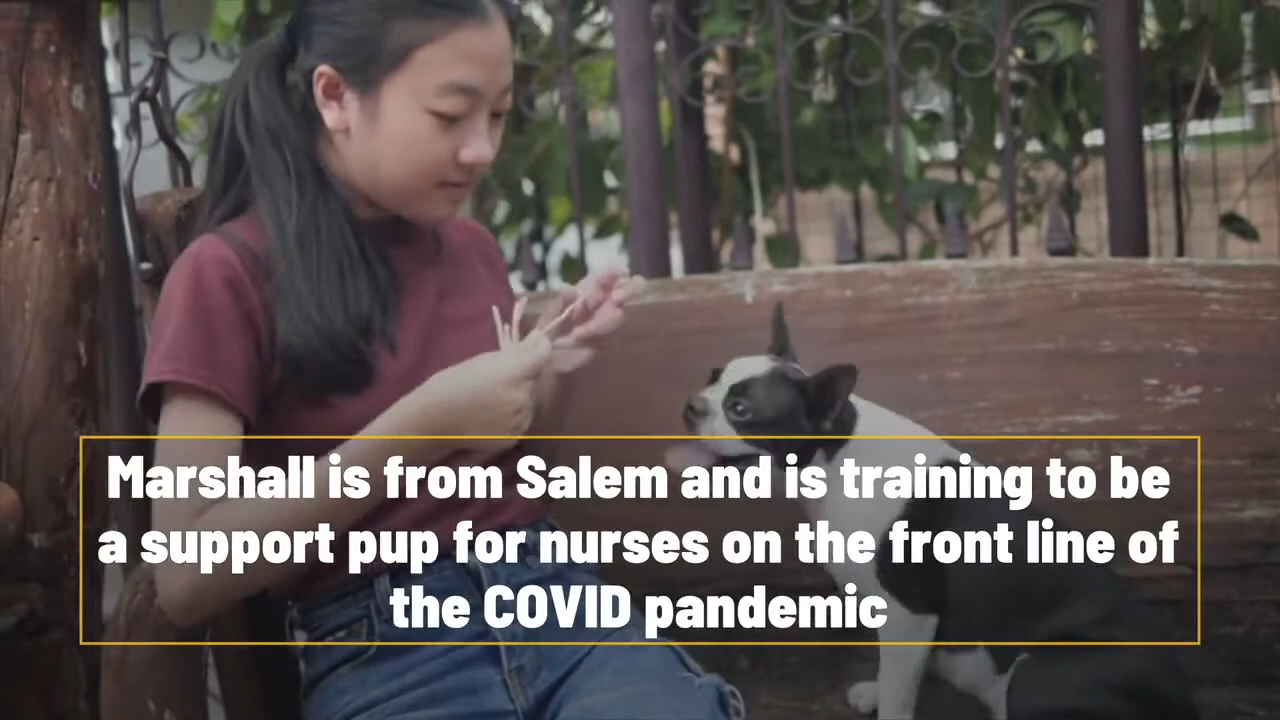 Marshall is from Salem and is training to be
a support pup for nurses on the front line of
the COVID pandemic